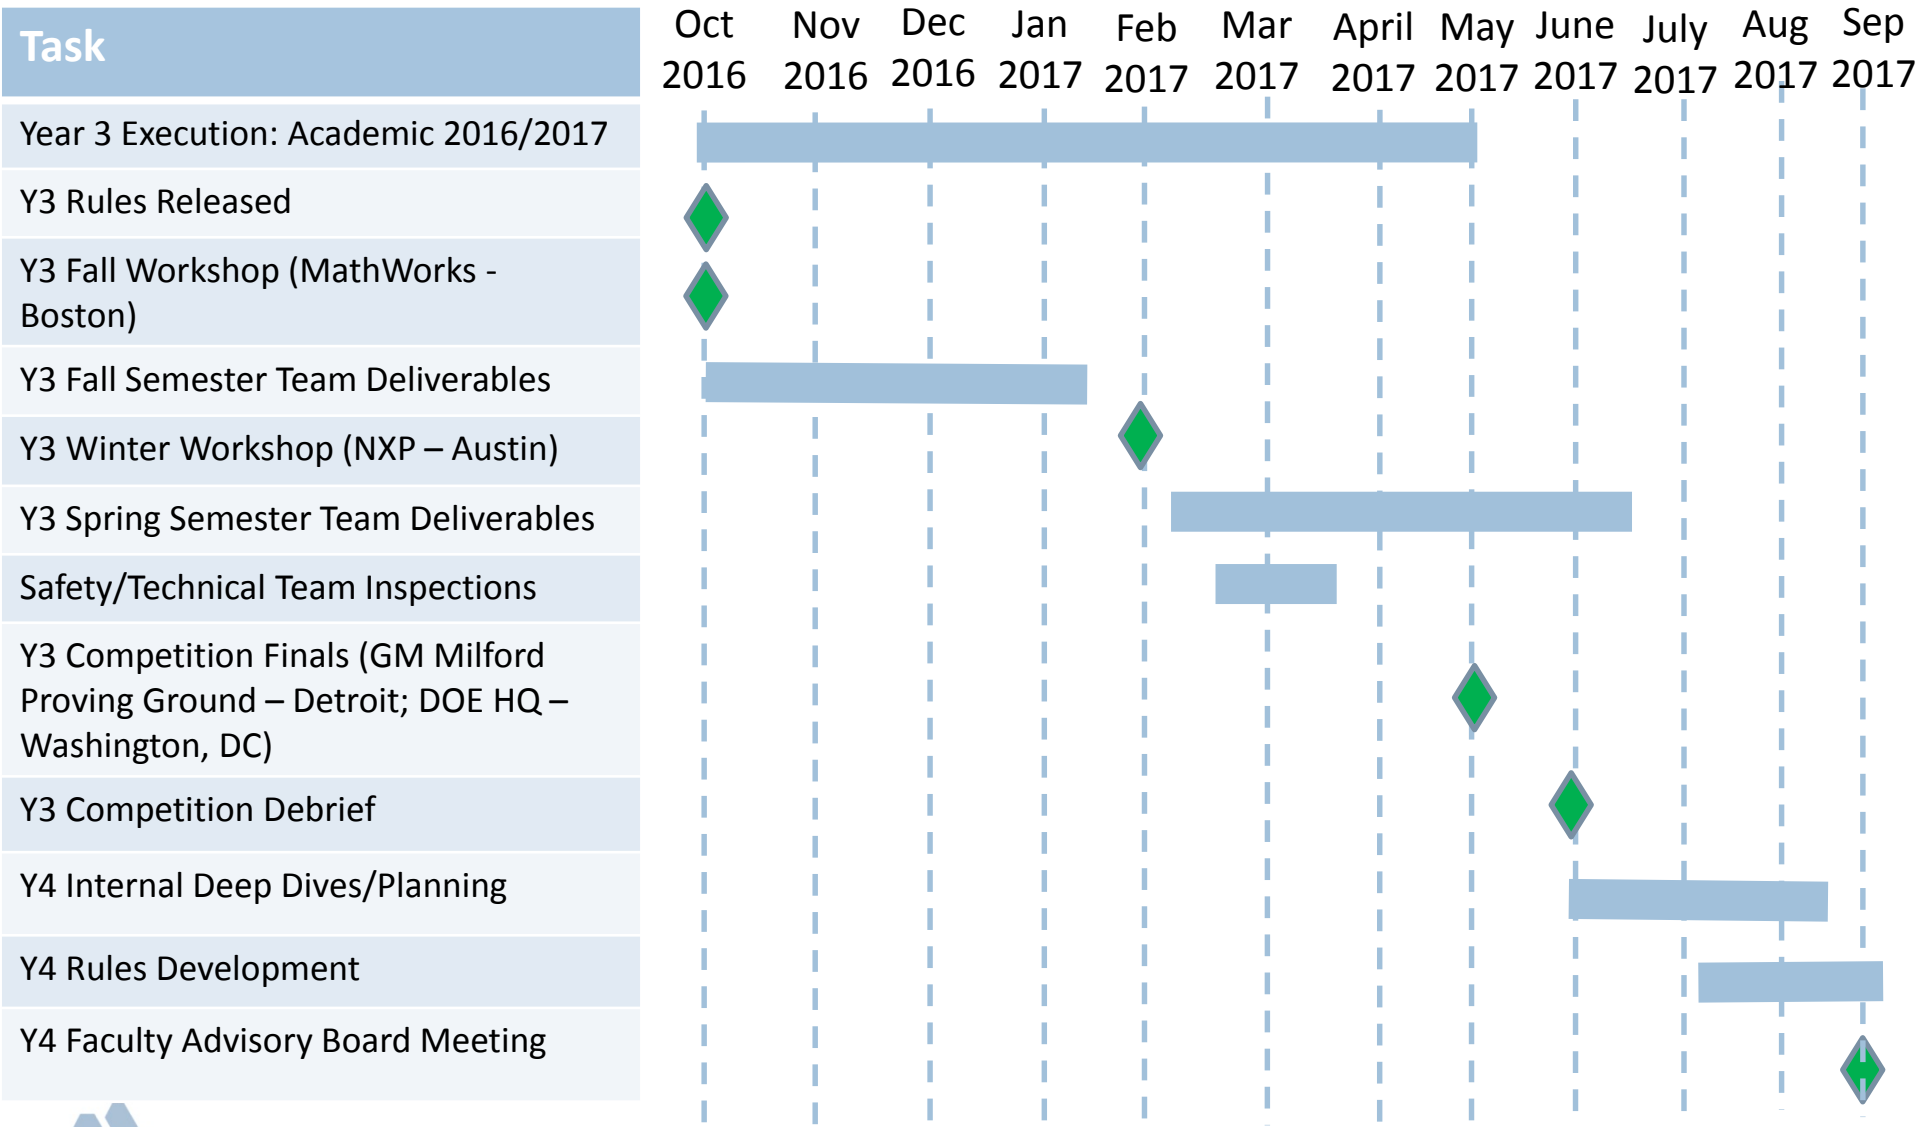 Task
Oct Nov Dec Jan Feb Mar April May June July Aug Sep
2016 2016 2016 2017 2017 2017 2017 2017 2017 2017 2017 2017
Year 3 Execution: Academic 2016/2017
Y3 Rules Released
Y3 Fall Workshop (MathWorks -
Boston)
Y3 Fall Semester Team Deliverables
Y3 Winter Workshop (NXP – Austin)
Y3 Spring Semester Team Deliverables
Safety/Technical Team Inspections
Y3 Competition Finals (GM Milford
Proving Ground – Detroit; DOE HQ –
Washington, DC)
Y3 Competition Debrief
Y4 Internal Deep Dives/Planning
Y4 Rules Development
Y4 Faculty Advisory Board Meeting